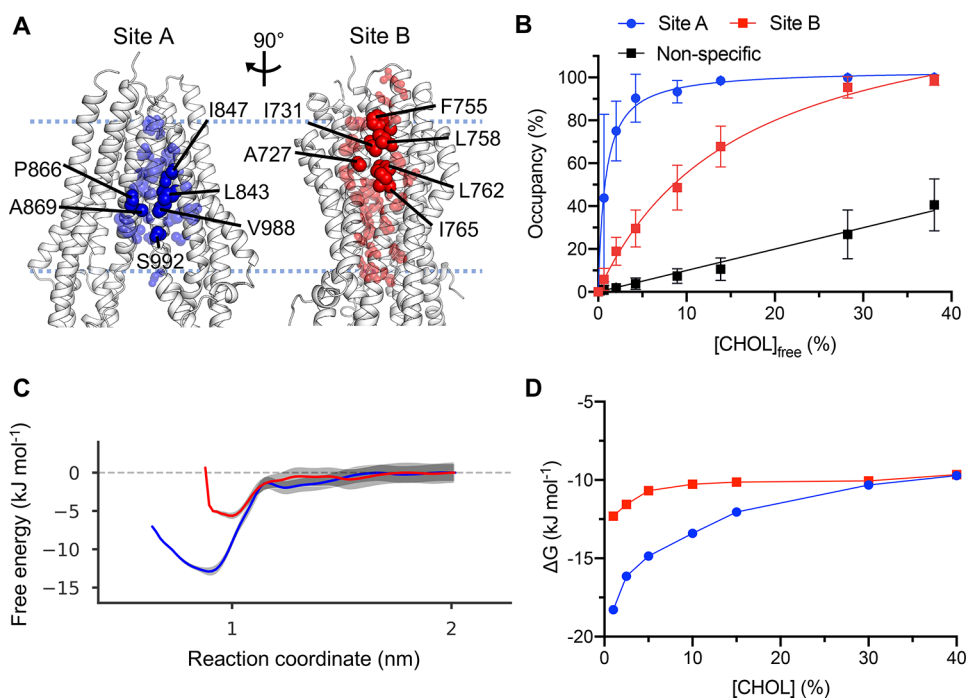 A
Site A
90°
Site B
I847
I731
F755
A727
L758
P866
L843
L762
A869
V988
I765
S992
B
Site A
Site B
Non-specific
Occupancy (%)
100
80
60
40
20
0
0
10
20
30
40
[CHOL]free (%)
C
Free energy (kJ mol-1)
0
−5
−10
−15
1
2
Reaction coordinate (nm)
D
ΔG (kJ mol-1)
-5
-10
-15
-20
0
10
20
30
40
[CHOL] (%)